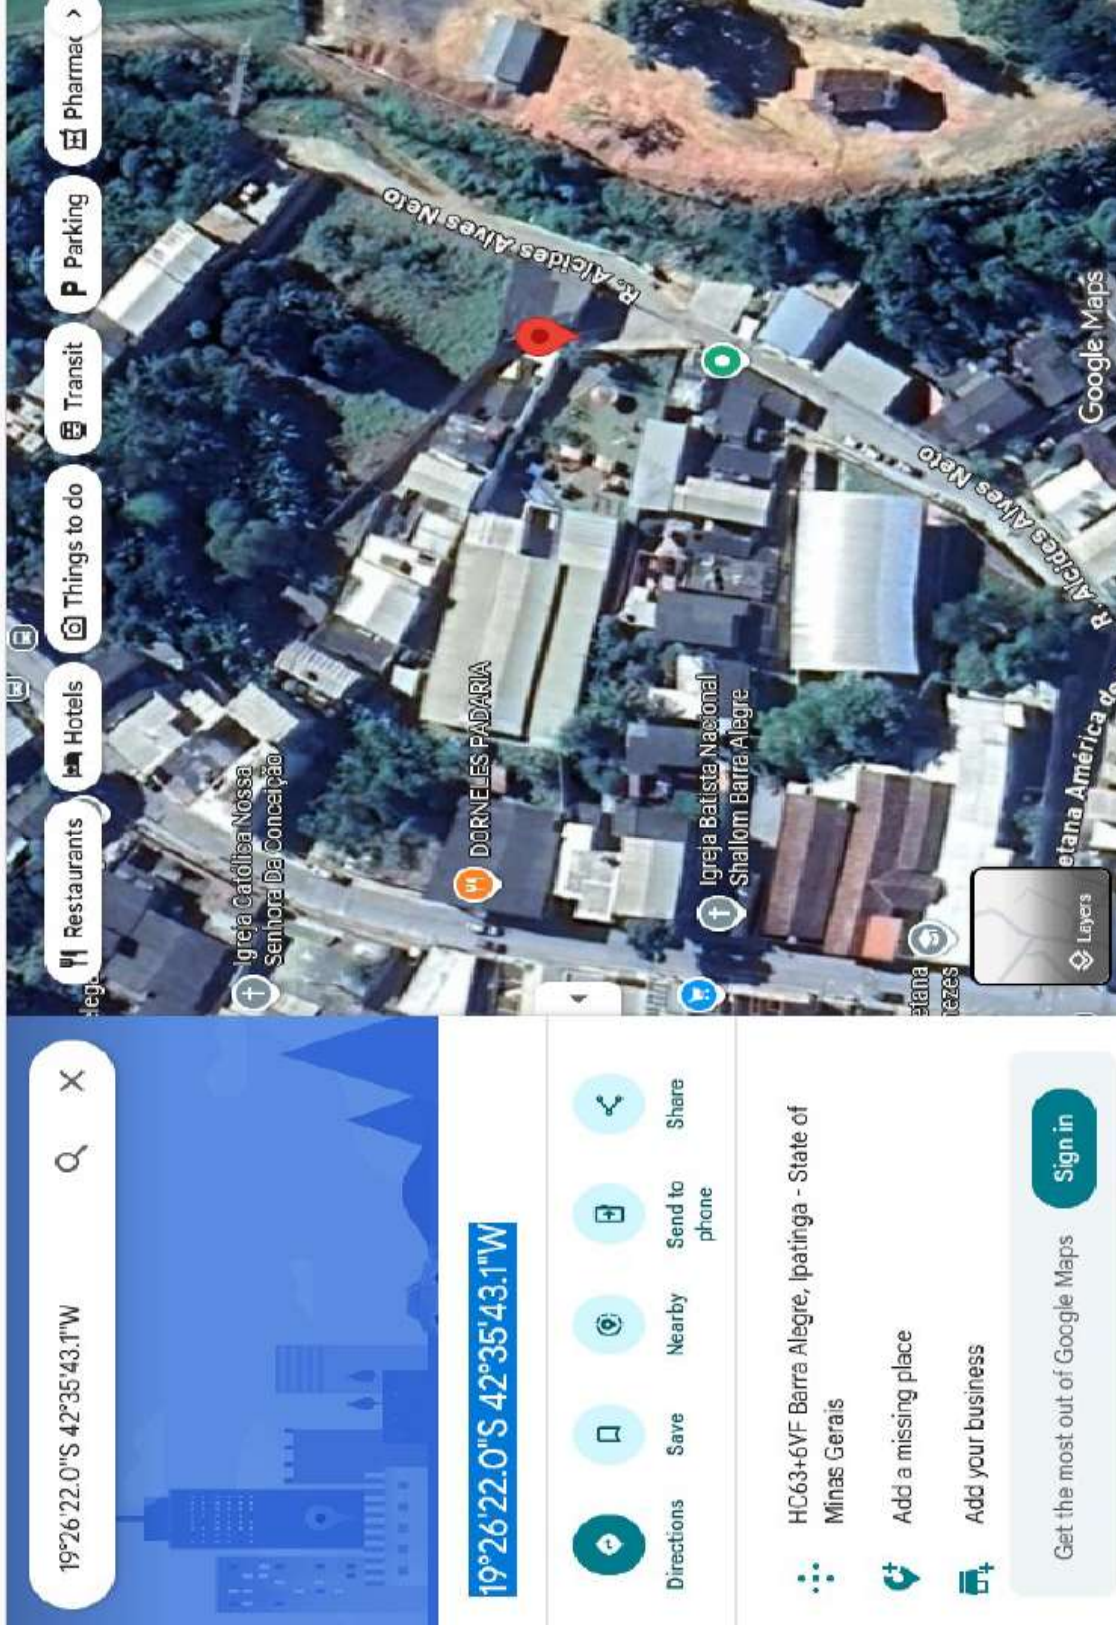 19°26'22.0"S 42°35'43.1"W
19°26'22.0"S 42°35'43.1"W
Directions
Save
Nearby
Send to
phone
Share
HC63+6VF Barra Alegre, Ipatinga - State of
Minas Gerais
Add a missing place
Add your business
Get the most out of Google Maps
Sign in
Restaurants
Hotels
Things to do
Transit
P Parking
Pharmac
Igreja Católica Nossa
Senhora Da Conceição
DORNELES PADARIA
Igreja Batista Nacional
Shallom Barra Alegre
R. Alcides Alves Neto
R. Alcides Alves Neto
R. Alcides Alves
etana
nezes
etana América
Layers
Google Maps